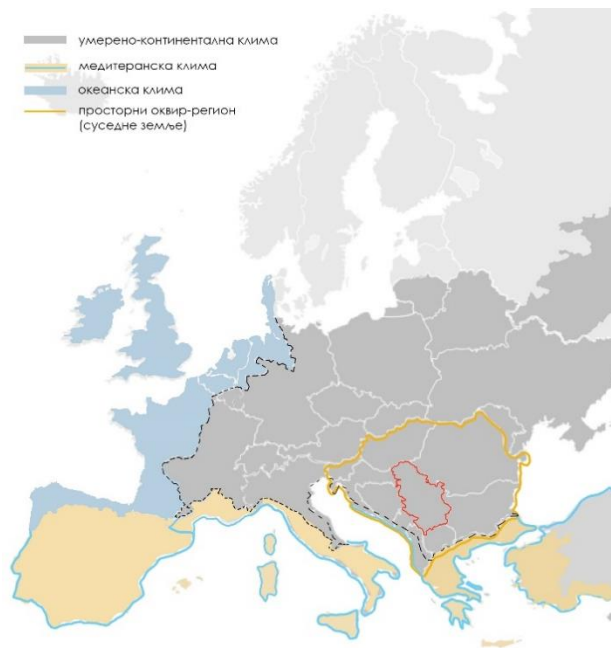 умерено-континентална клима
медитеранска клима
океанска клима
просторни оквир-регион
(суседне земље)